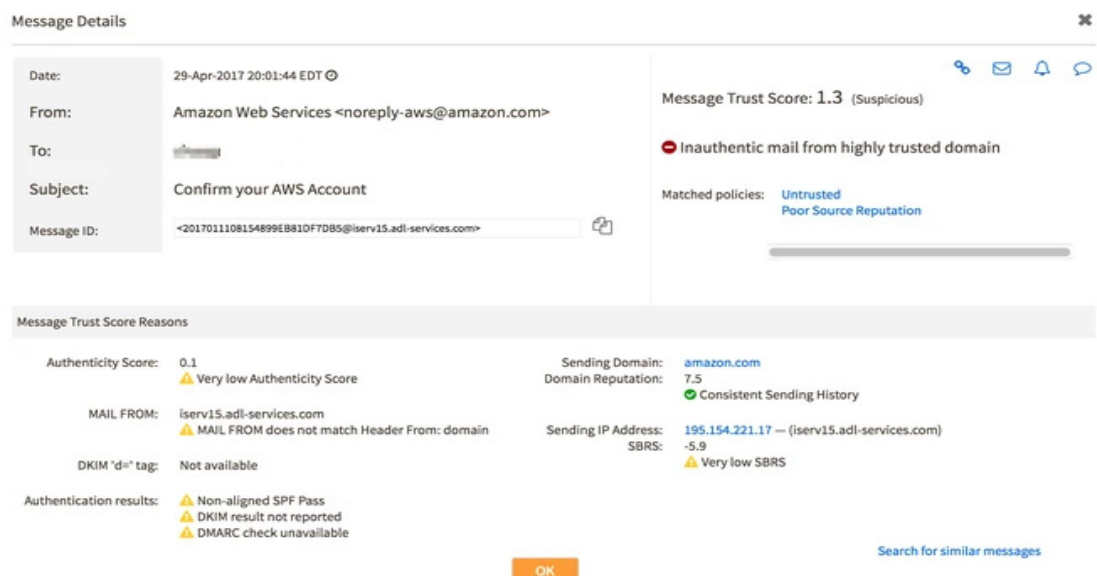 Message Details
Date: 29-Apr-2017 20:01:44 EDT
From: Amazon Web Services <noreply-aws@amazon.com>
To:
Subject: Confirm your AWS Account
Message ID: <2017011108154899EB81DF7DB5@iserv15.adl-services.com>
Message Trust Score: 1.3 (Suspicious)
Inauthentic mail from highly trusted domain
Matched policies: Untrusted
Poor Source Reputation
Message Trust Score Reasons
Authenticity Score: 0.1
Very low Authenticity Score
MAIL FROM: iserv15.adl-services.com
MAIL FROM does not match Header From: domain
DKIM "d=" tag: Not available
Authentication results: Non-aligned SPF Pass
DKIM result not reported
DMARC check unavailable
Sending Domain: amazon.com
Domain Reputation: 7.5
Consistent Sending History
Sending IP Address: 195.154.221.17 — (iserv15.adl-services.com)
SBRS: -5.9
Very low SBRS
Search for similar messages
OK